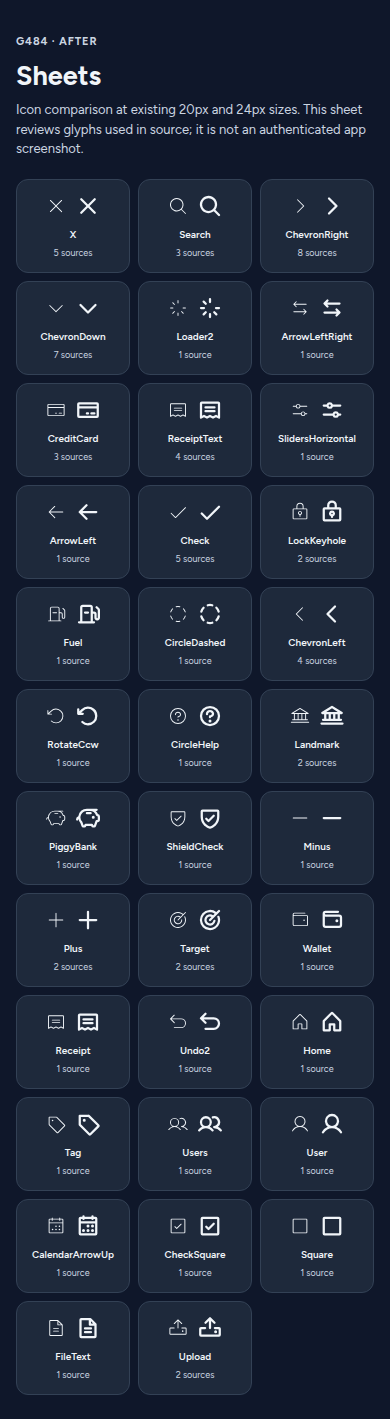 G484 · AFTER
Sheets
Icon comparison at existing 20px and 24px sizes. This sheet
reviews glyphs used in source; it is not an authenticated app
screenshot.
X
5 sources
Search
3 sources
ChevronRight
8 sources
ChevronDown
7 sources
Loader2
1 source
ArrowLeftRight
1 source
CreditCard
3 sources
ReceiptText
4 sources
SlidersHorizontal
1 source
ArrowLeft
1 source
Check
5 sources
LockKeyhole
2 sources
Fuel
1 source
CircleDashed
1 source
ChevronLeft
4 sources
RotateCcw
1 source
CircleHelp
1 source
Landmark
2 sources
PiggyBank
1 source
ShieldCheck
1 source
Minus
1 source
Plus
2 sources
Target
2 sources
Wallet
1 source
Receipt
1 source
Undo2
1 source
Home
1 source
Tag
1 source
Users
1 source
User
1 source
CalendarArrowUp
1 source
CheckSquare
1 source
Square
1 source
FileText
1 source
Upload
2 sources